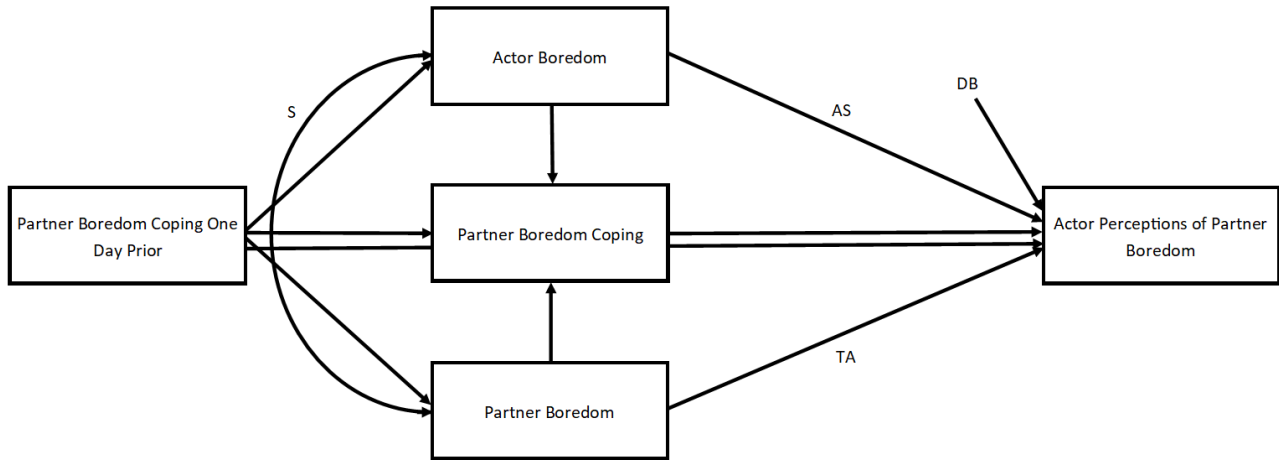 Actor Boredom
DB
S
AS
Partner Boredom Coping One
Day Prior
Partner Boredom Coping
Actor Perceptions of Partner
Boredom
TA
Partner Boredom